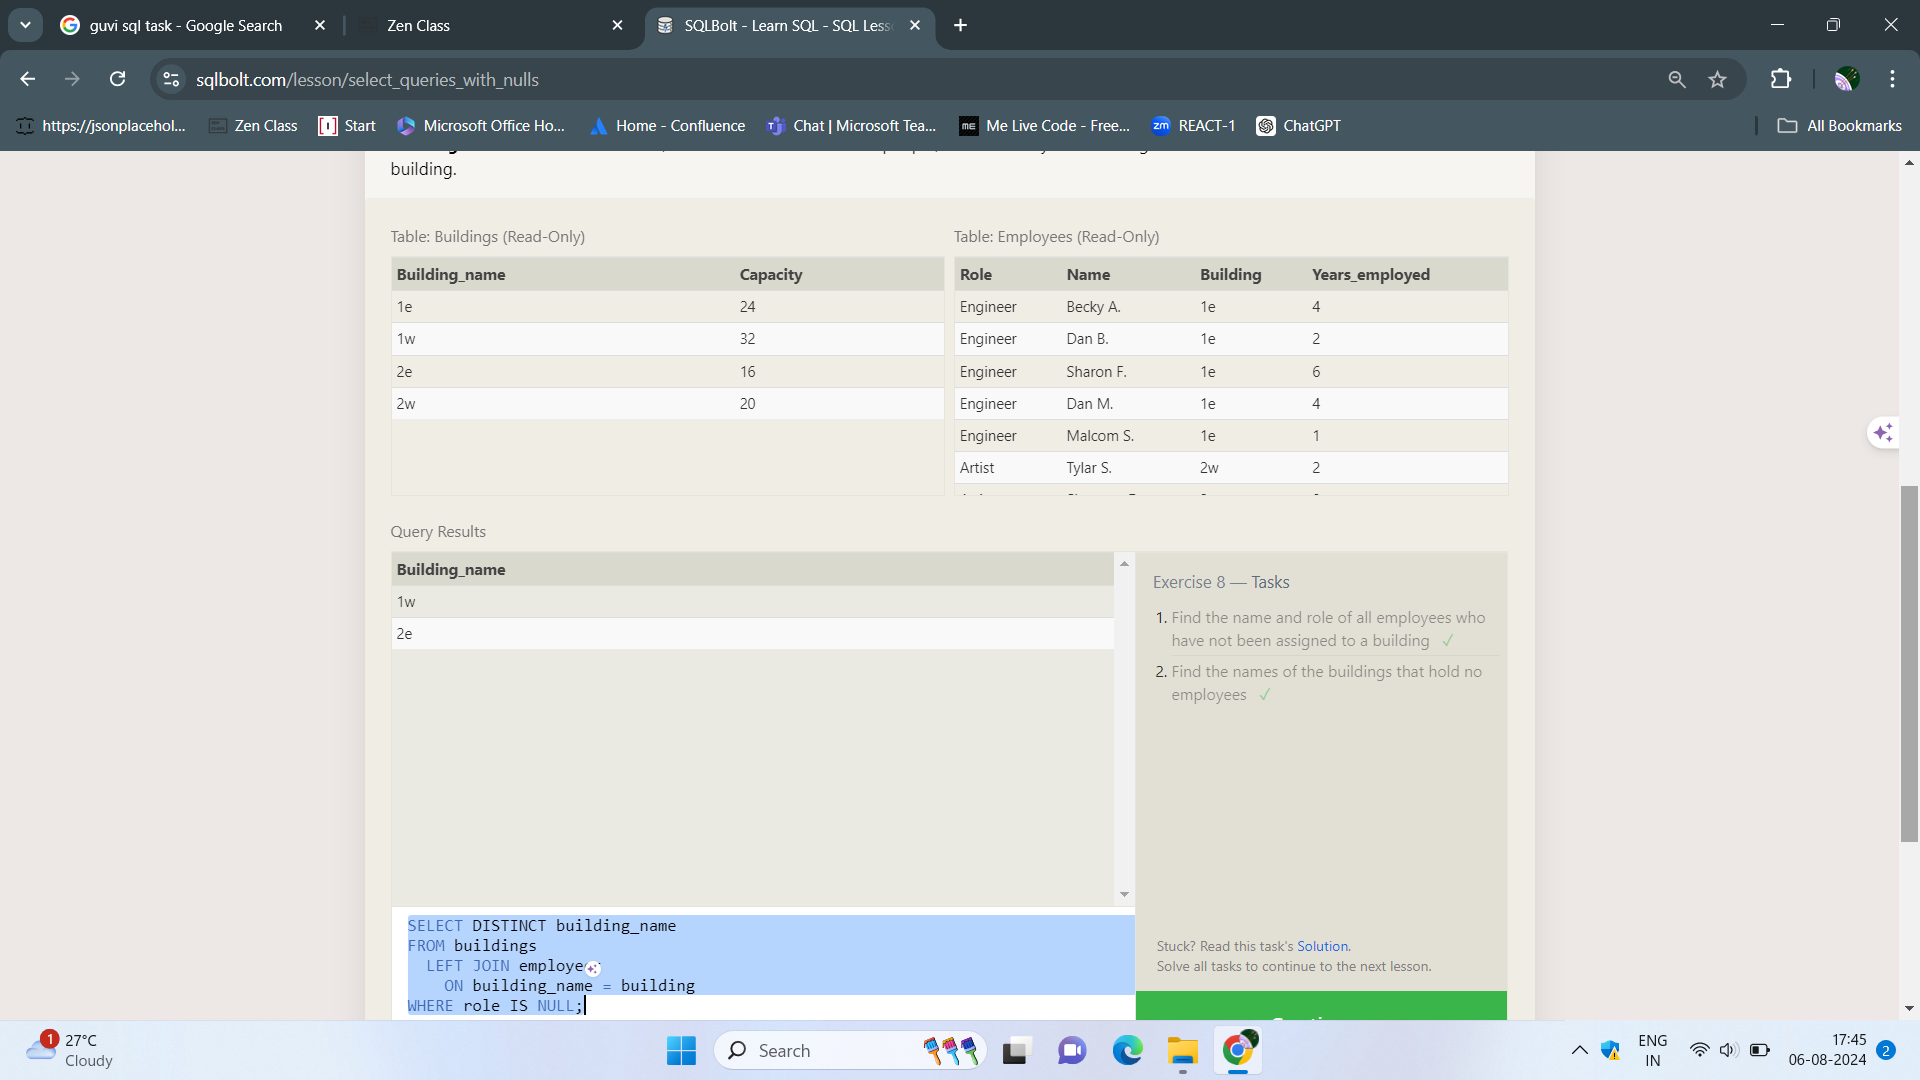 guvi sql task - Google Search
Zen Class
SQLBolt - Learn SQL - SQL Less
sqlbolt.com/lesson/select_queries_with_nulls
https://jsonplacehol...
Zen Class
Start
Microsoft Office Ho...
Home - Confluence
Chat | Microsoft Tea...
Me Live Code - Free...
REACT-1
ChatGPT
All Bookmarks
building.
Table: Buildings (Read-Only)
Building_name Capacity
1e 24
1w 32
2e 16
2w 20
Table: Employees (Read-Only)
Role Name Building Years_employed
Engineer Becky A. 1e 4
Engineer Dan B. 1e 2
Engineer Sharon F. 1e 6
Engineer Dan M. 1e 4
Engineer Malcom S. 1e 1
Artist Tylar S. 2w 2
Query Results
Building_name
1w
2e
Exercise 8 — Tasks
1. Find the name and role of all employees who
have not been assigned to a building ✓
2. Find the names of the buildings that hold no
employees ✓
SELECT DISTINCT building_name
FROM buildings
LEFT JOIN employe
ON building_name = building
WHERE role IS NULL;
Stuck? Read this task's Solution.
Solve all tasks to continue to the next lesson.
1
27°C
Cloudy
Search
ENG
IN
17:45
06-08-2024
2